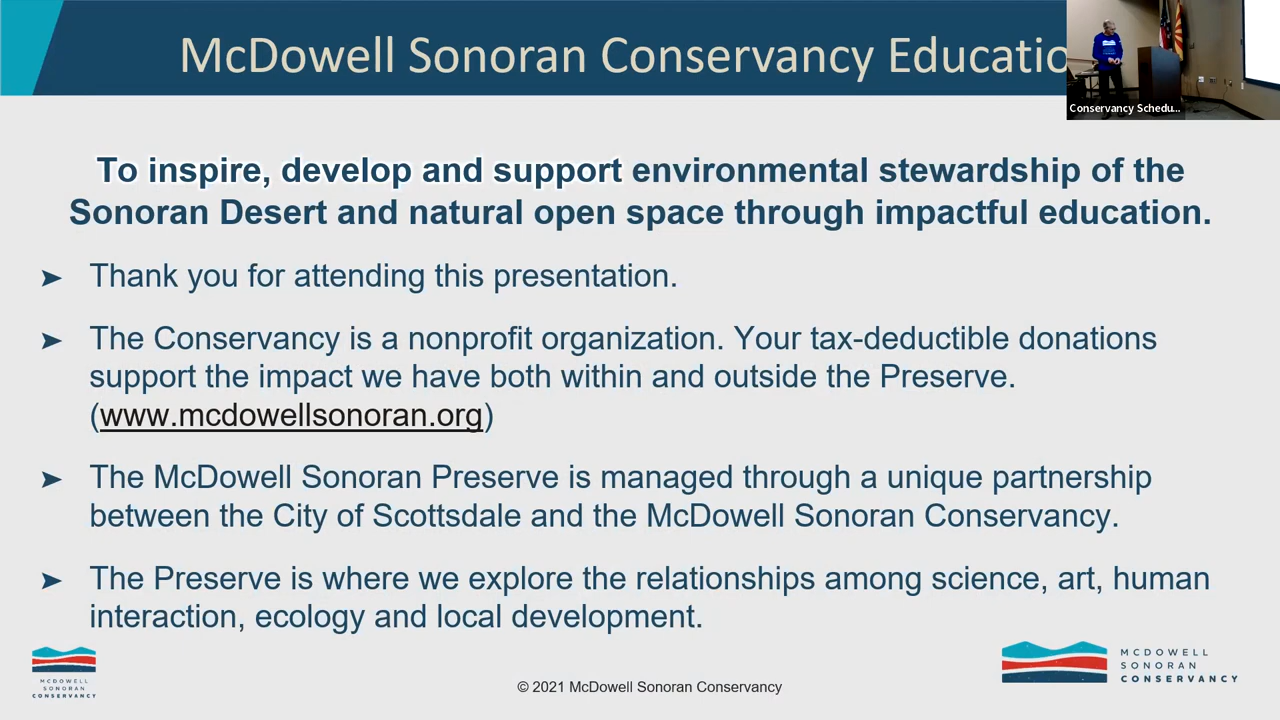 McDowell Sonoran Conservancy Educatio
Conservancy Schedu...
To inspire, develop and support environmental stewardship of the
Sonoran Desert and natural open space through impactful education.
➤ Thank you for attending this presentation.
➤ The Conservancy is a nonprofit organization. Your tax-deductible donations
support the impact we have both within and outside the Preserve.
(www.mcdowellsonoran.org)
➤ The McDowell Sonoran Preserve is managed through a unique partnership
between the City of Scottsdale and the McDowell Sonoran Conservancy.
➤ The Preserve is where we explore the relationships among science, art, human
interaction, ecology and local development.
MCDOWELL
SONORAN
CONSERVANCY
© 2021 McDowell Sonoran Conservancy
MCDOWELL
SONORAN
CONSERVANCY